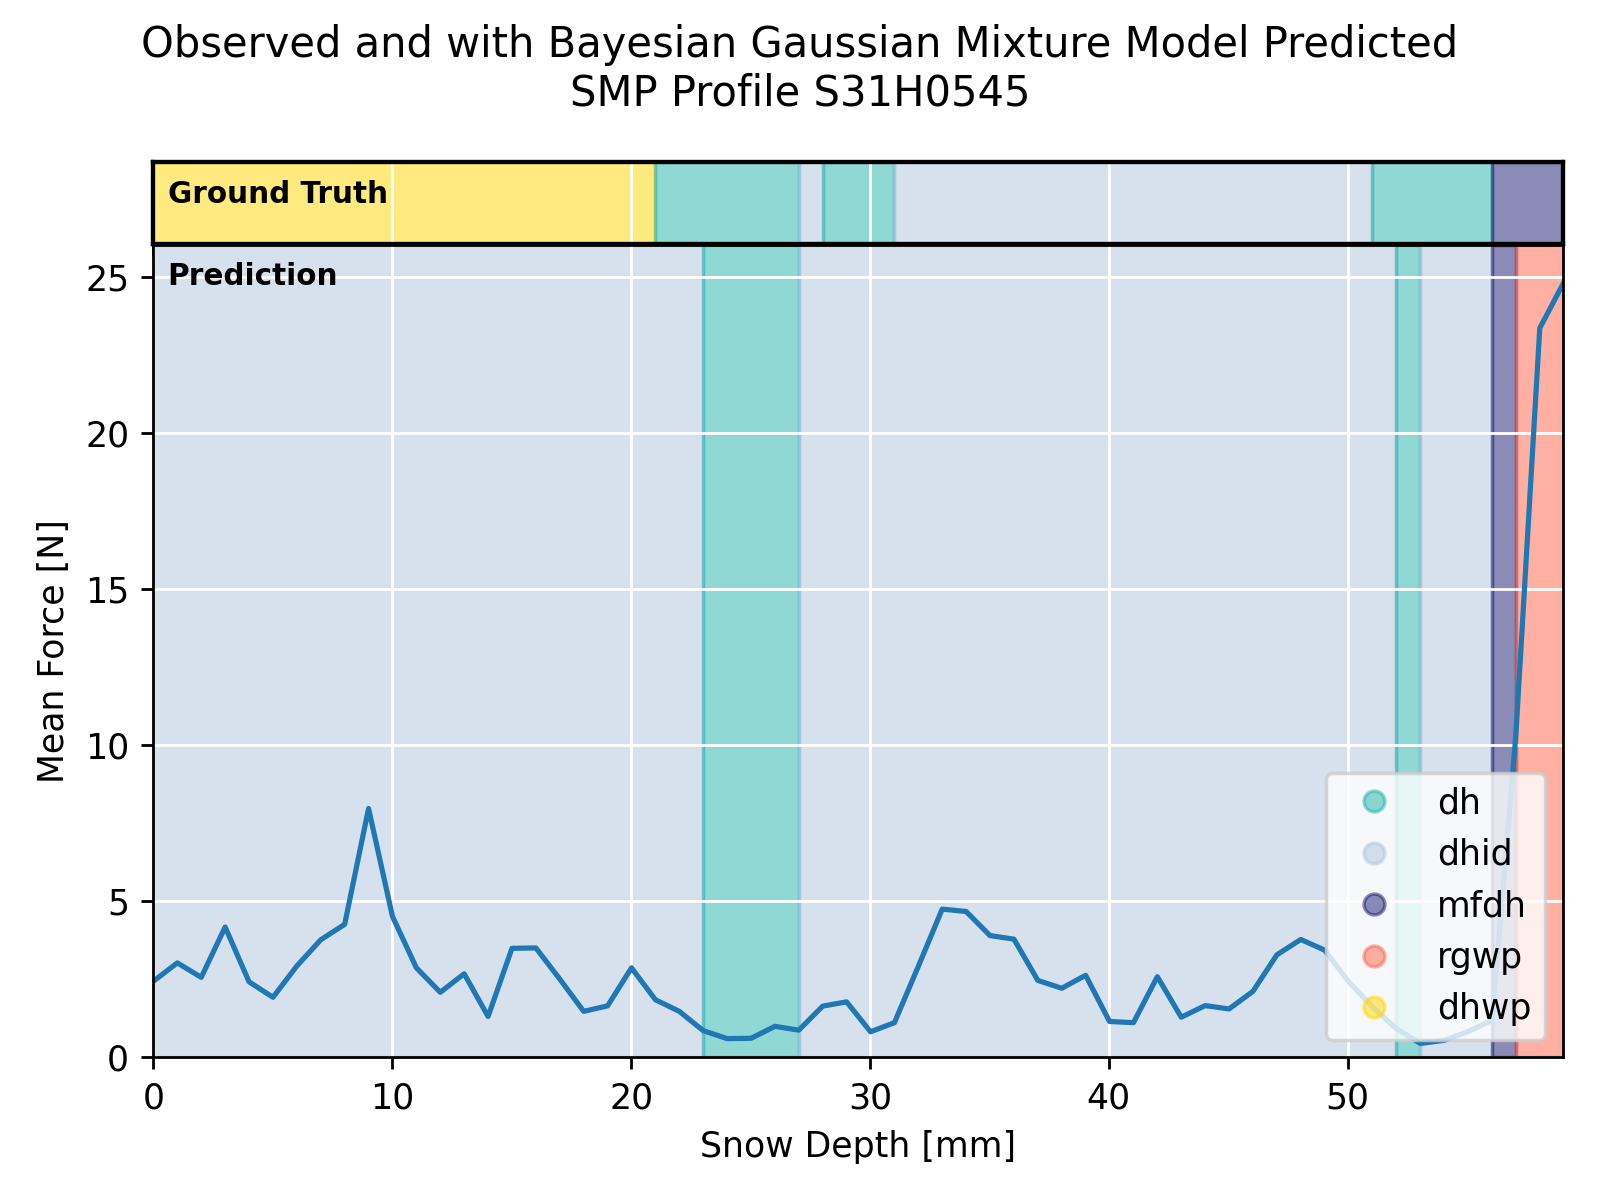 Observed and with Bayesian Gaussian Mixture Model Predicted
SMP Profile S31H0545
Ground Truth
Prediction
25
20
15
10
5
0
Mean Force [N]
0 10 20 30 40 50
Snow Depth [mm]
dh
dhid
mfdh
rgwp
dhwp